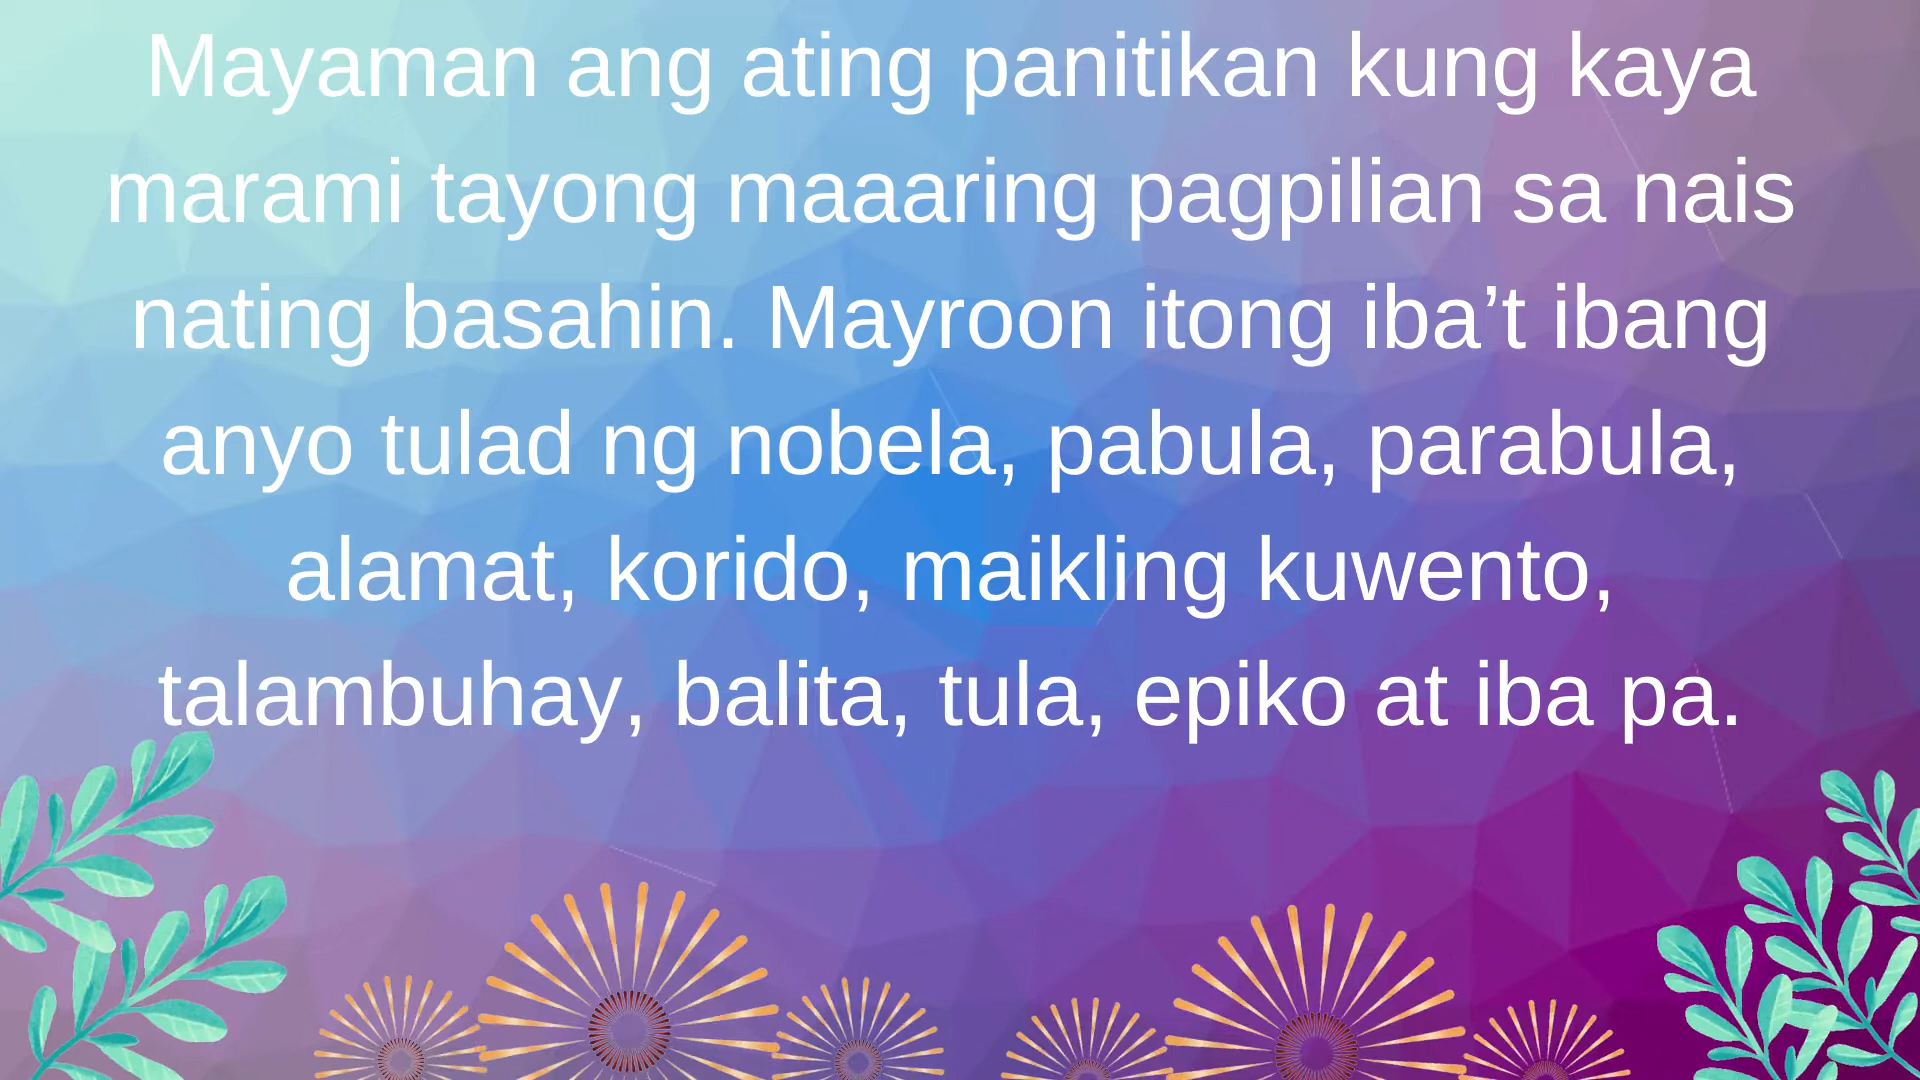 Mayaman ang ating panitikan kung kaya
marami tayong maaaring pagpilian sa nais
nating basahin. Mayroon itong iba’t ibang
anyo tulad ng nobela, pabula, parabula,
alamat, korido, maikling kuwento,
talambuhay, balita, tula, epiko at iba pa.